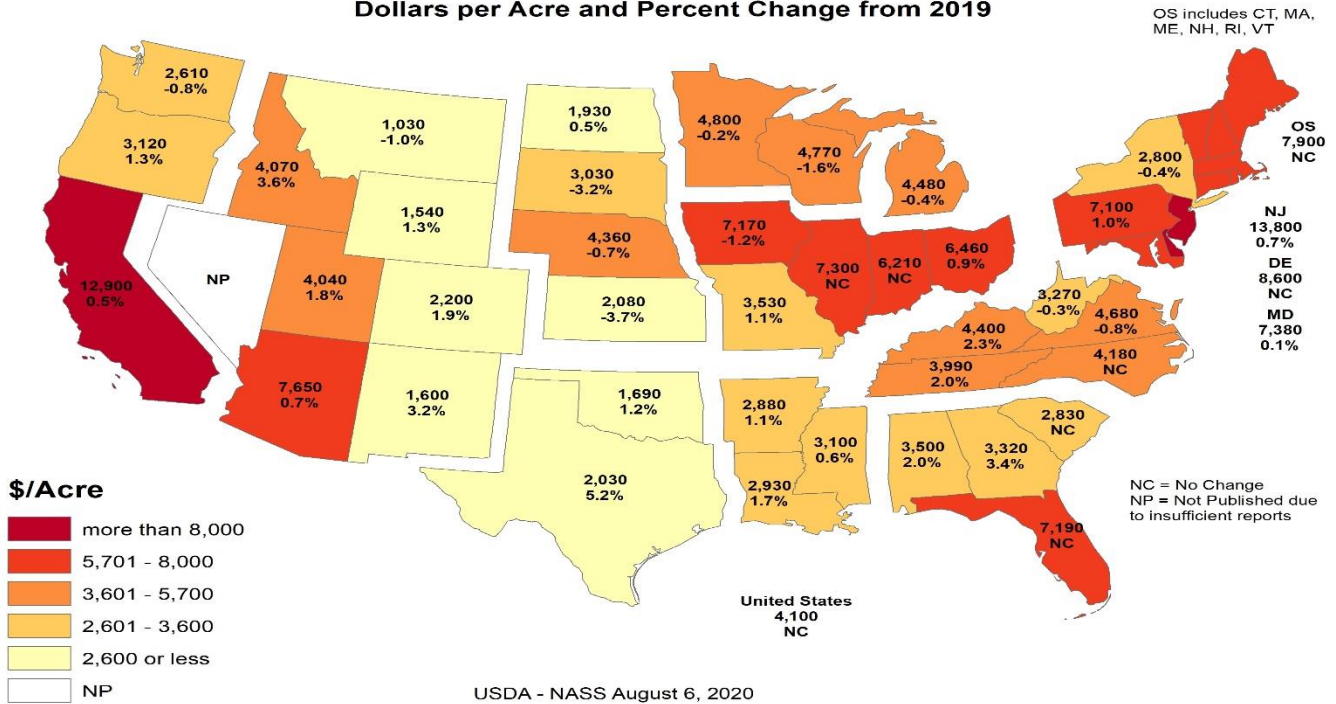 Dollars per Acre and Percent Change from 2019
OS includes CT, MA,
ME, NH, RI, VT
2,610
-0.8%
3,120
1.3%
12,900
0.5%
NP
4,070
3.6%
1,030
-1.0%
1,540
1.3%
4,040
1.8%
2,200
1.9%
7,650
0.7%
1,600
3.2%
1,930
0.5%
3,030
-3.2%
4,360
-0.7%
2,080
-3.7%
1,690
1.2%
2,030
5.2%
4,800
-0.2%
4,770
-1.6%
4,480
-0.4%
7,170
-1.2%
7,300
NC
6,210
NC
6,460
0.9%
3,530
1.1%
2,880
1.1%
2,930
1.7%
3,100
0.6%
3,500
2.0%
3,320
3.4%
2,830
NC
7,190
NC
4,400
2.3%
3,990
2.0%
3,270
-0.3%
4,680
-0.8%
4,180
NC
7,100
1.0%
2,800
-0.4%
OS
7,900
NC
NJ
13,800
0.7%
DE
8,600
NC
MD
7,380
0.1%
$/Acre
more than 8,000
5,701 - 8,000
3,601 - 5,700
2,601 - 3,600
2,600 or less
NP
United States
4,100
NC
NC = No Change
NP = Not Published due
to insufficient reports
USDA - NASS August 6, 2020